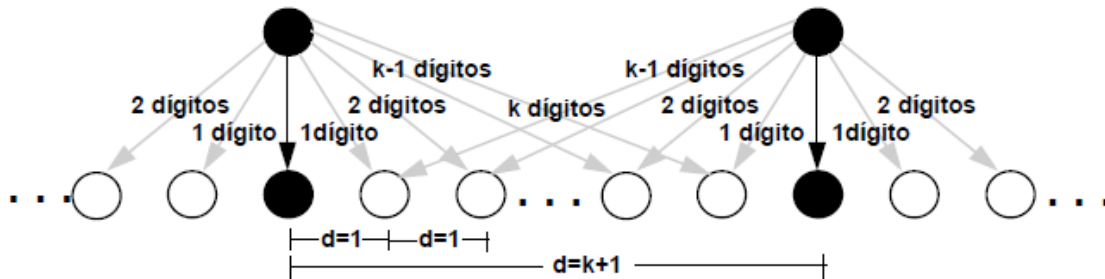 k-1 dígitos k-1 dígitos
2 dígitos 2 dígitos k dígitos 2 dígitos 2 dígitos
1 dígito 1dígito 1 dígito 1dígito
. . . . . . . . .
d=1 d=1
d=k+1